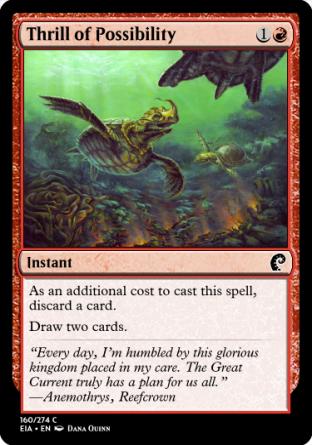 Thrill of Possibility 1
Instant
As an additional cost to cast this spell,
discard a card.
Draw two cards.
“Every day, I’m humbled by this glorious
kingdom placed in my care. The Great
Current truly has a plan for us all.”
—Anemothrys, Reefcrown
160/274 C
EIA • EN Dana Quinn